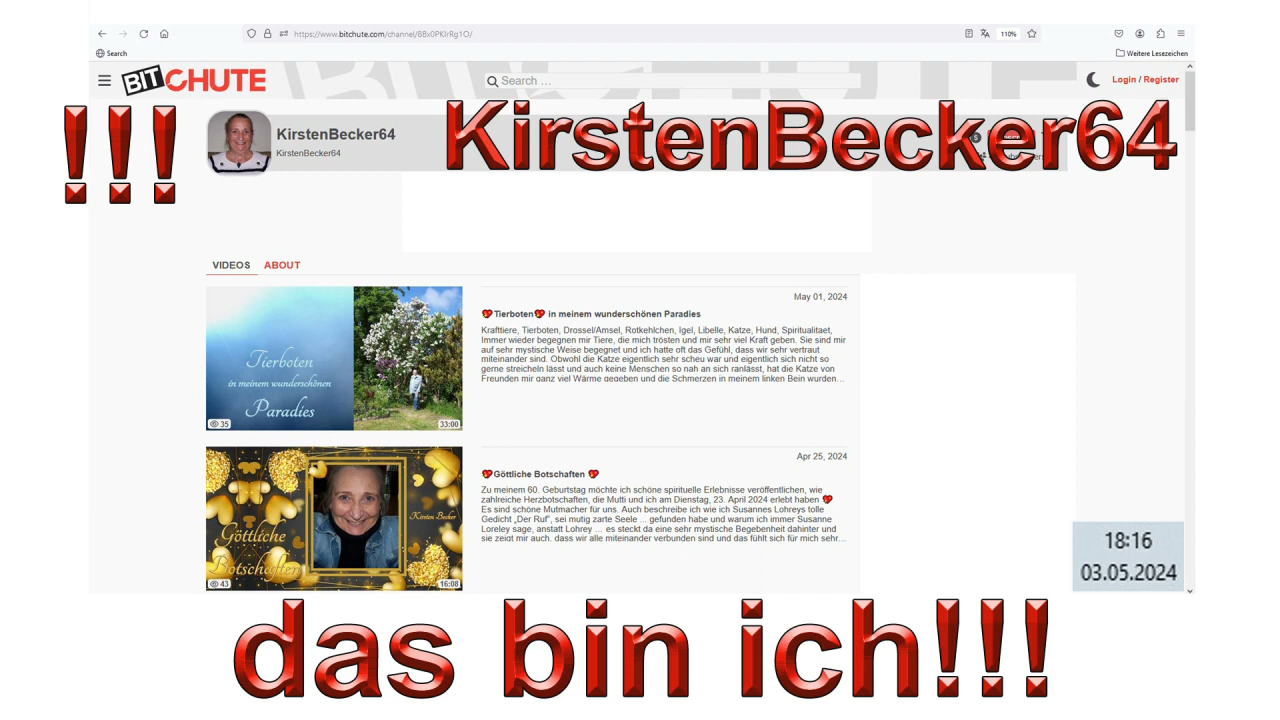 https://www.bitchute.com/channel/8Bx0PKlrRg1O/
110%
Search
Weitere Lesezeichen
BITCHUTE
Search ...
Login / Register
!!!
KirstenBecker64
KirstenBecker64
KirstenBecker64
VIDEOS ABOUT
May 01, 2024
Tierboten in meinem wunderschönen Paradies
Krafttiere, Tierboten, Drossel/Amsel, Rotkehlchen, Igel, Libelle, Katze, Hund, Spiritualitaet,
Immer wieder begegnen mir Tiere, die mich trösten und mir sehr viel Kraft geben. Sie sind mir
auf sehr mystische Weise begegnet und ich hatte oft das Gefühl, dass wir sehr vertraut
miteinander sind. Obwohl die Katze eigentlich sehr scheu war und eigentlich sich nicht so
gerne streicheln lässt und auch keine Menschen so nah an sich ranlässt, hat die Katze von
Freunden mir ganz viel Wärme gegeben und die Schmerzen in meinem linken Bein wurden…
Tierboten
in meinem wunderschönen
Paradies
35
33:00
Apr 25, 2024
Göttliche Botschaften
Zu meinem 60. Geburtstag möchte ich schöne spirituelle Erlebnisse veröffentlichen, wie
zahlreiche Herzbotschaften, die Mutti und ich am Dienstag, 23. April 2024 erlebt haben
Es sind schöne Mutmacher für uns. Auch beschreibe ich wie ich Susannes Lohreys tolle
Gedicht „Der Ruf", sei mutig zarte Seele ... gefunden habe und warum ich immer Susanne
Loreley sage, anstatt Lohrey ... es steckt da eine sehr mystische Begebenheit dahinter und
sie zeigt mir auch, dass wir alle miteinander verbunden sind und das fühlt sich für mich sehr…
Kirsten Becker
Göttliche
Botschaften
43
16:08
18:16
03.05.2024
das bin ich!!!